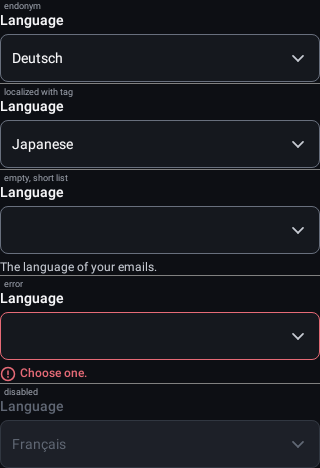 endonym
Language
Deutsch
localized with tag
Language
Japanese
empty, short list
Language
The language of your emails.
error
Language
Choose one.
disabled
Language
Français